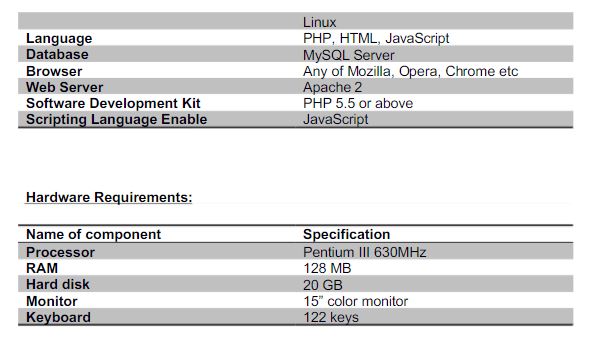 Linux
Language PHP, HTML, JavaScript
Database MySQL Server
Browser Any of Mozilla, Opera, Chrome etc
Web Server Apache 2
Software Development Kit PHP 5.5 or above
Scripting Language Enable JavaScript
Hardware Requirements:
Name of component Specification
Processor Pentium III 630MHz
RAM 128 MB
Hard disk 20 GB
Monitor 15” color monitor
Keyboard 122 keys